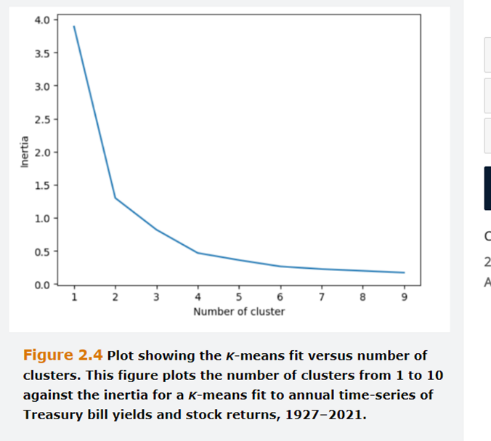 4.0
3.5
3.0
2.5
2.0
1.5
1.0
0.5
0.0
Inertia
1 2 3 4 5 6 7 8 9
Number of cluster
Figure 2.4 Plot showing the K-means fit versus number of
clusters. This figure plots the number of clusters from 1 to 10
against the inertia for a K-means fit to annual time-series of
Treasury bill yields and stock returns, 1927–2021.
2
A